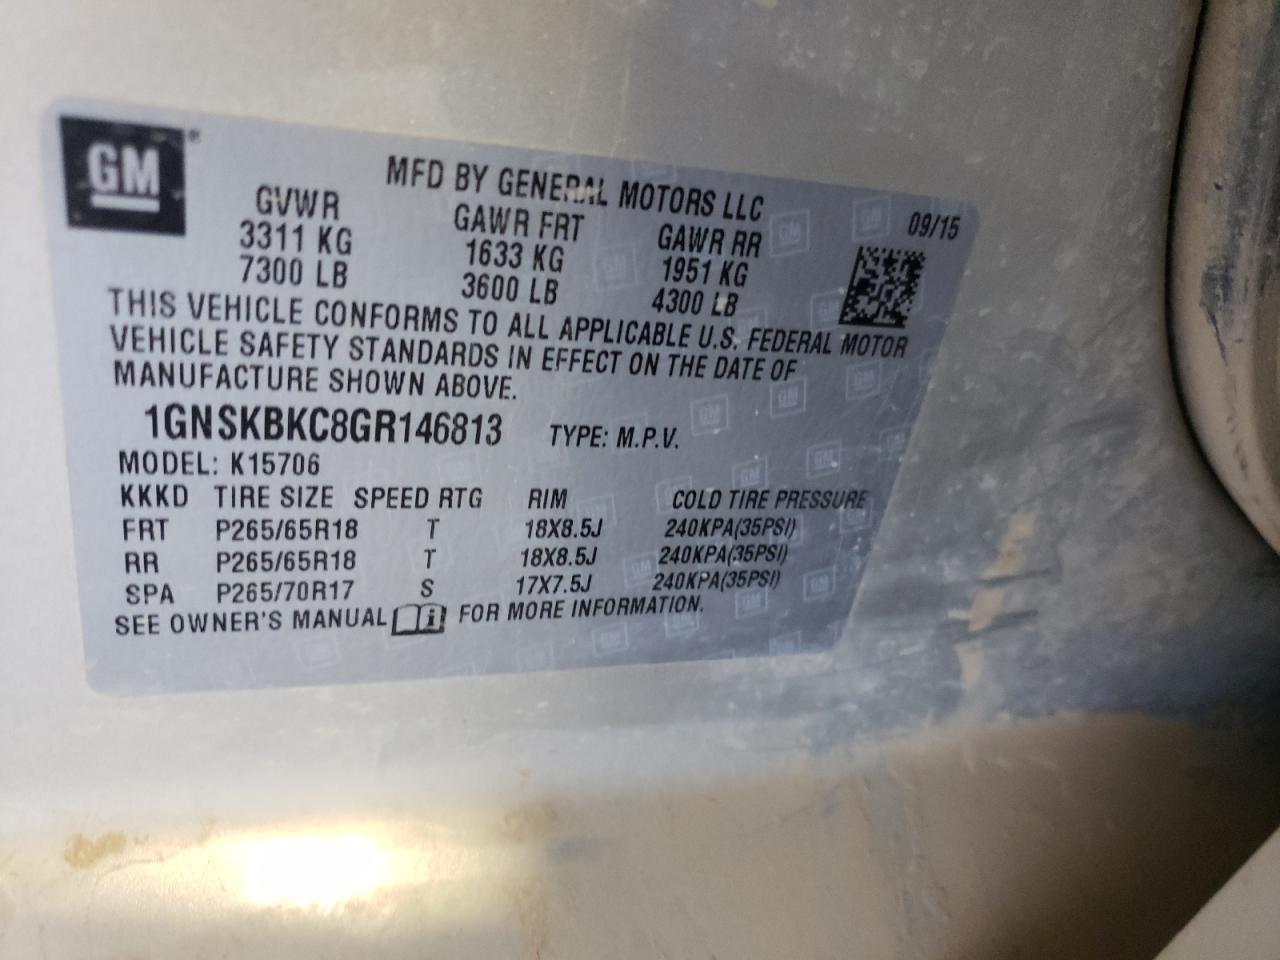 GM
MFD BY GENERAL MOTORS LLC
GVWR GAWR FRT GAWR RR 09/15
3311 KG 1633 KG 1951 KG
7300 LB 3600 LB 4300 LB
THIS VEHICLE CONFORMS TO ALL APPLICABLE U.S. FEDERAL MOTOR
VEHICLE SAFETY STANDARDS IN EFFECT ON THE DATE OF
MANUFACTURE SHOWN ABOVE.
1GNSKBKC8GR146813 TYPE: M.P.V.
MODEL: K15706
KKKD TIRE SIZE SPEED RTG RIM COLD TIRE PRESSURE
FRT P265/65R18 T 18X8.5J 240KPA(35PSI)
RR P265/65R18 T 18X8.5J 240KPA(35PSI)
SPA P265/70R17 S 17X7.5J 240KPA(35PSI)
SEE OWNER'S MANUAL FOR MORE INFORMATION.